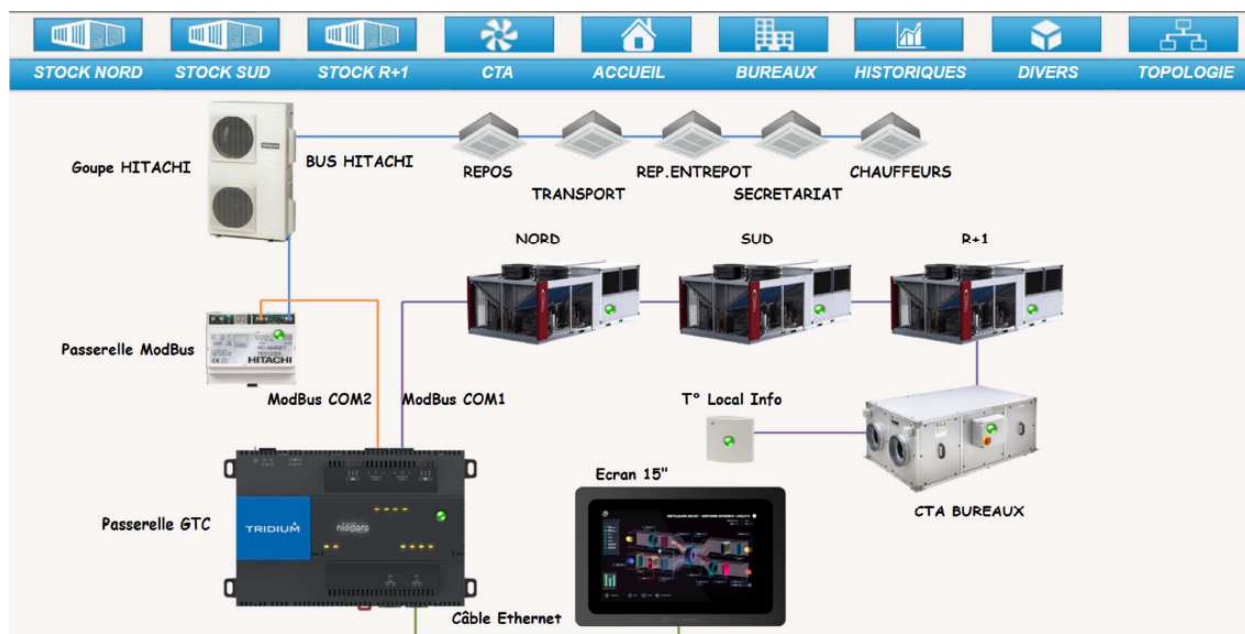 STOCK NORD STOCK SUD STOCK R+1 CTA ACCUEIL BUREAUX HISTORIQUES DIVERS TOPOLOGIE
Goupe HITACHI
BUS HITACHI
REPOS
TRANSPORT
REP.ENTREPOT
SECRETARIAT
CHAUFFEURS
NORD
SUD
R+1
Passerelle ModBus
HITACHI
ModBus COM2
ModBus COM1
T° Local Info
Ecran 15"
Passerelle GTC
TRIDIUM
niagara
CTA BUREAUX
Câble Ethernet